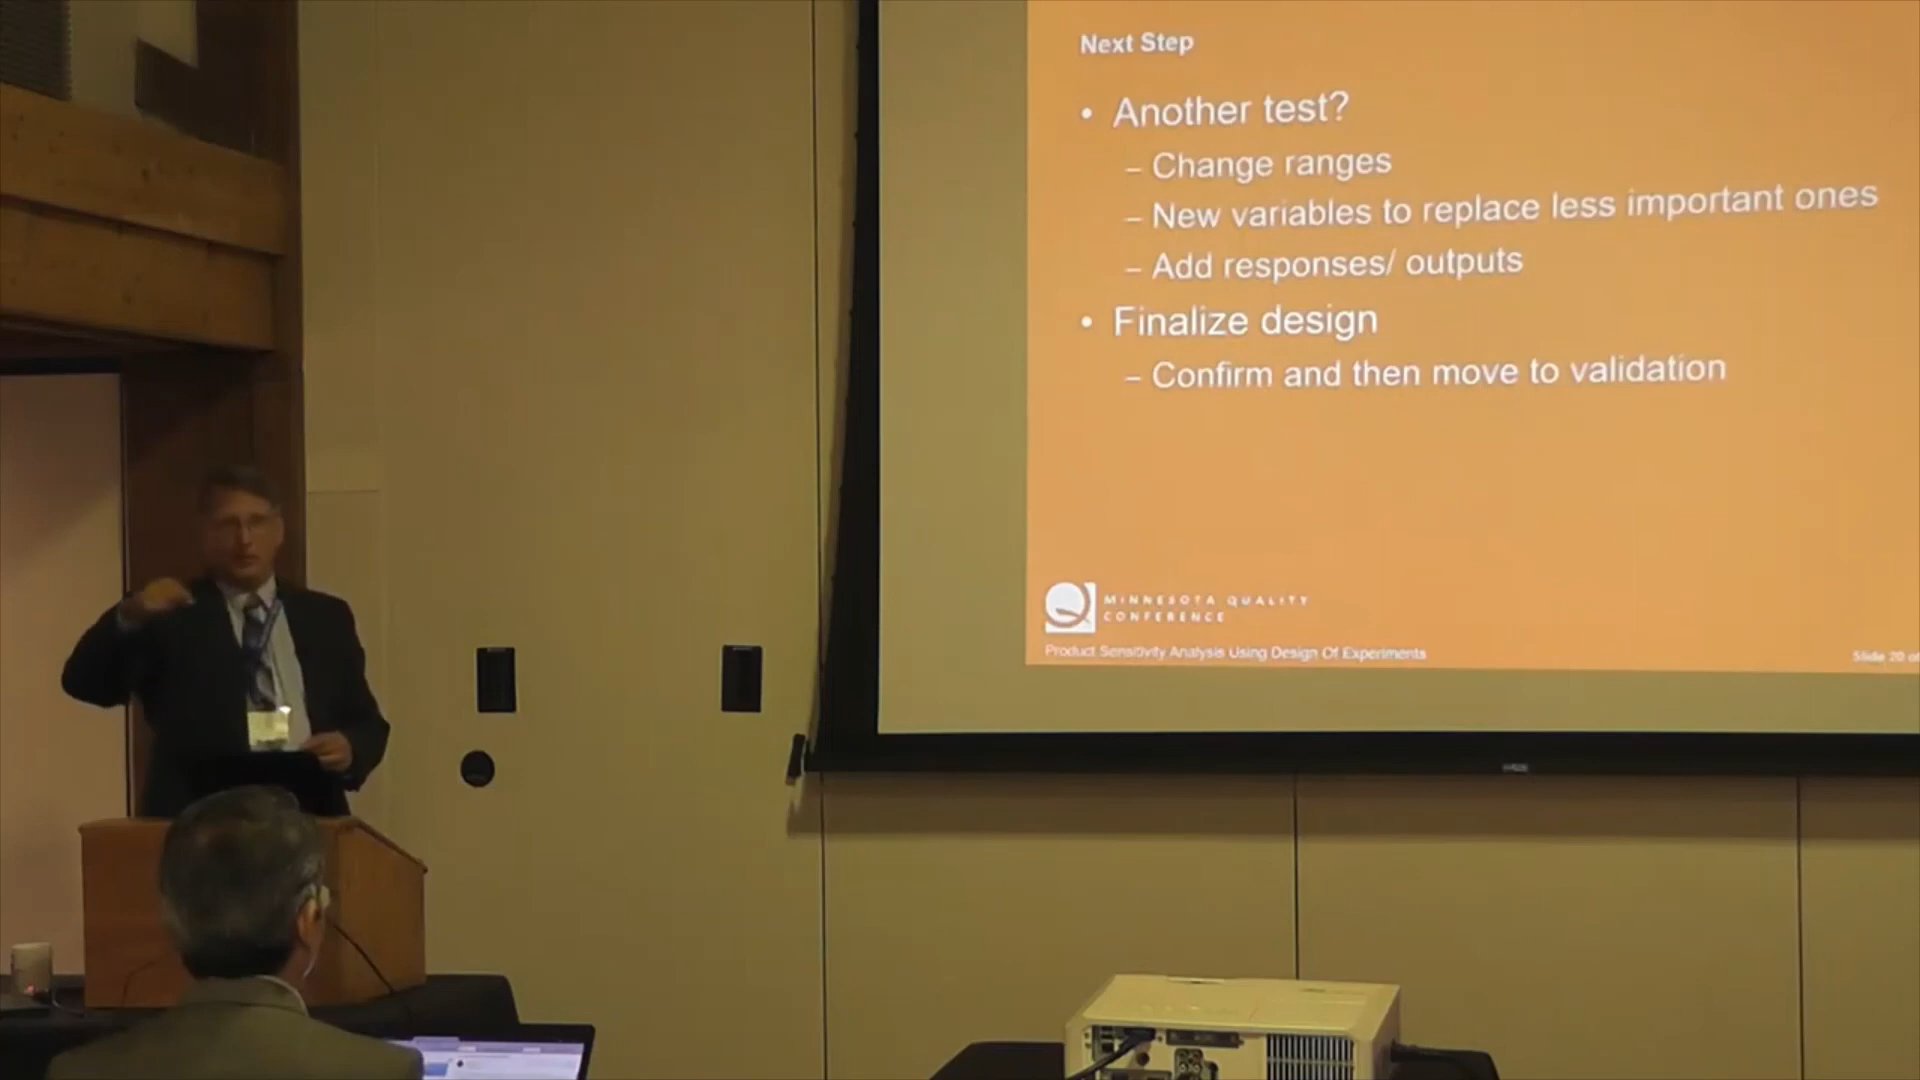 Next Step
• Another test?
– Change ranges
– New variables to replace less important ones
– Add responses/ outputs
• Finalize design
– Confirm and then move to validation
MINNESOTA QUALITY
CONFERENCE
Product Sensitivity Analysis Using Design Of Experiments
Slide 20 of